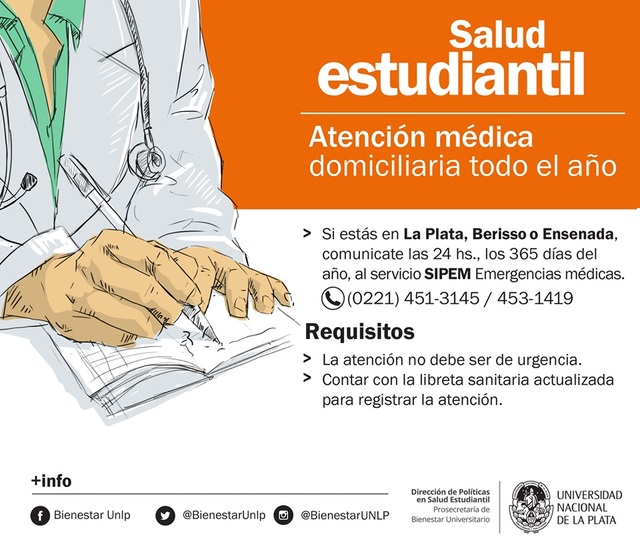 Salud
estudiantil
Atención médica
domiciliaria todo el año
> Si estás en La Plata, Berisso o Ensenada,
comunicate las 24 hs., los 365 días del
año, al servicio SIPEM Emergencias médicas.
(0221) 451-3145 / 453-1419
Requisitos
> La atención no debe ser de urgencia.
> Contar con la libreta sanitaria actualizada
para registrar la atención.
+info
Bienestar Unlp
@BienestarUnlp
@BienestarUNLP
Dirección de Políticas
en Salud Estudiantil
Prosecretaría de
Bienestar Universitario
UNIVERSIDAD
NACIONAL
DE LA PLATA